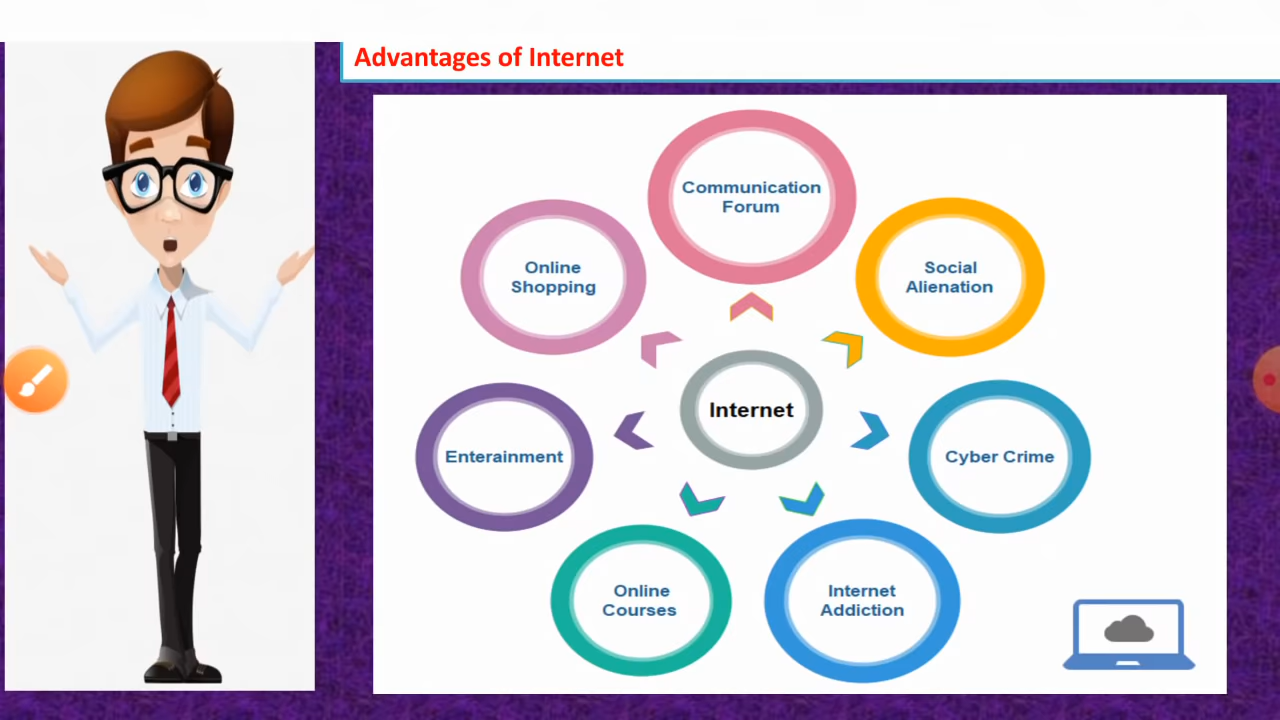 Advantages of Internet
Communication
Forum
Online
Shopping
Social
Alienation
Internet
Enterainment
Cyber Crime
Online
Courses
Internet
Addiction